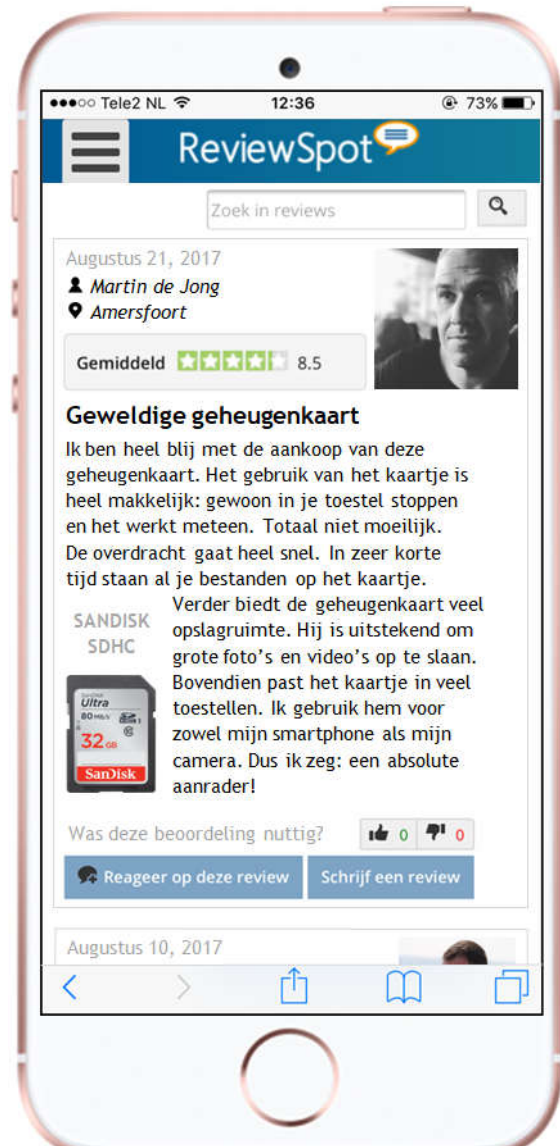 Tele2 NL 12:36 73%
ReviewSpot
Zoek in reviews
Augustus 21, 2017
Martin de Jong
Amersfoort
Gemiddeld 8.5
Geweldige geheugenkaart
Ik ben heel blij met de aankoop van deze
geheugenkaart. Het gebruik van het kaartje is
heel makkelijk: gewoon in je toestel stoppen
en het werkt meteen. Totaal niet moeilijk.
De overdracht gaat heel snel. In zeer korte
tijd staan al je bestanden op het kaartje.
Verder biedt de geheugenkaart veel
opslagruimte. Hij is uitstekend om
grote foto's en video's op te slaan.
Bovendien past het kaartje in veel
toestellen. Ik gebruik hem voor
zowel mijn smartphone als mijn
camera. Dus ik zeg: een absolute
aanrader!
SANDISK
SDHC
SanDisk
Ultra
80 MB/s
32 GB
SanDisk
Was deze beoordeling nuttig? 0 0
Reageer op deze review Schrijf een review
Augustus 10, 2017